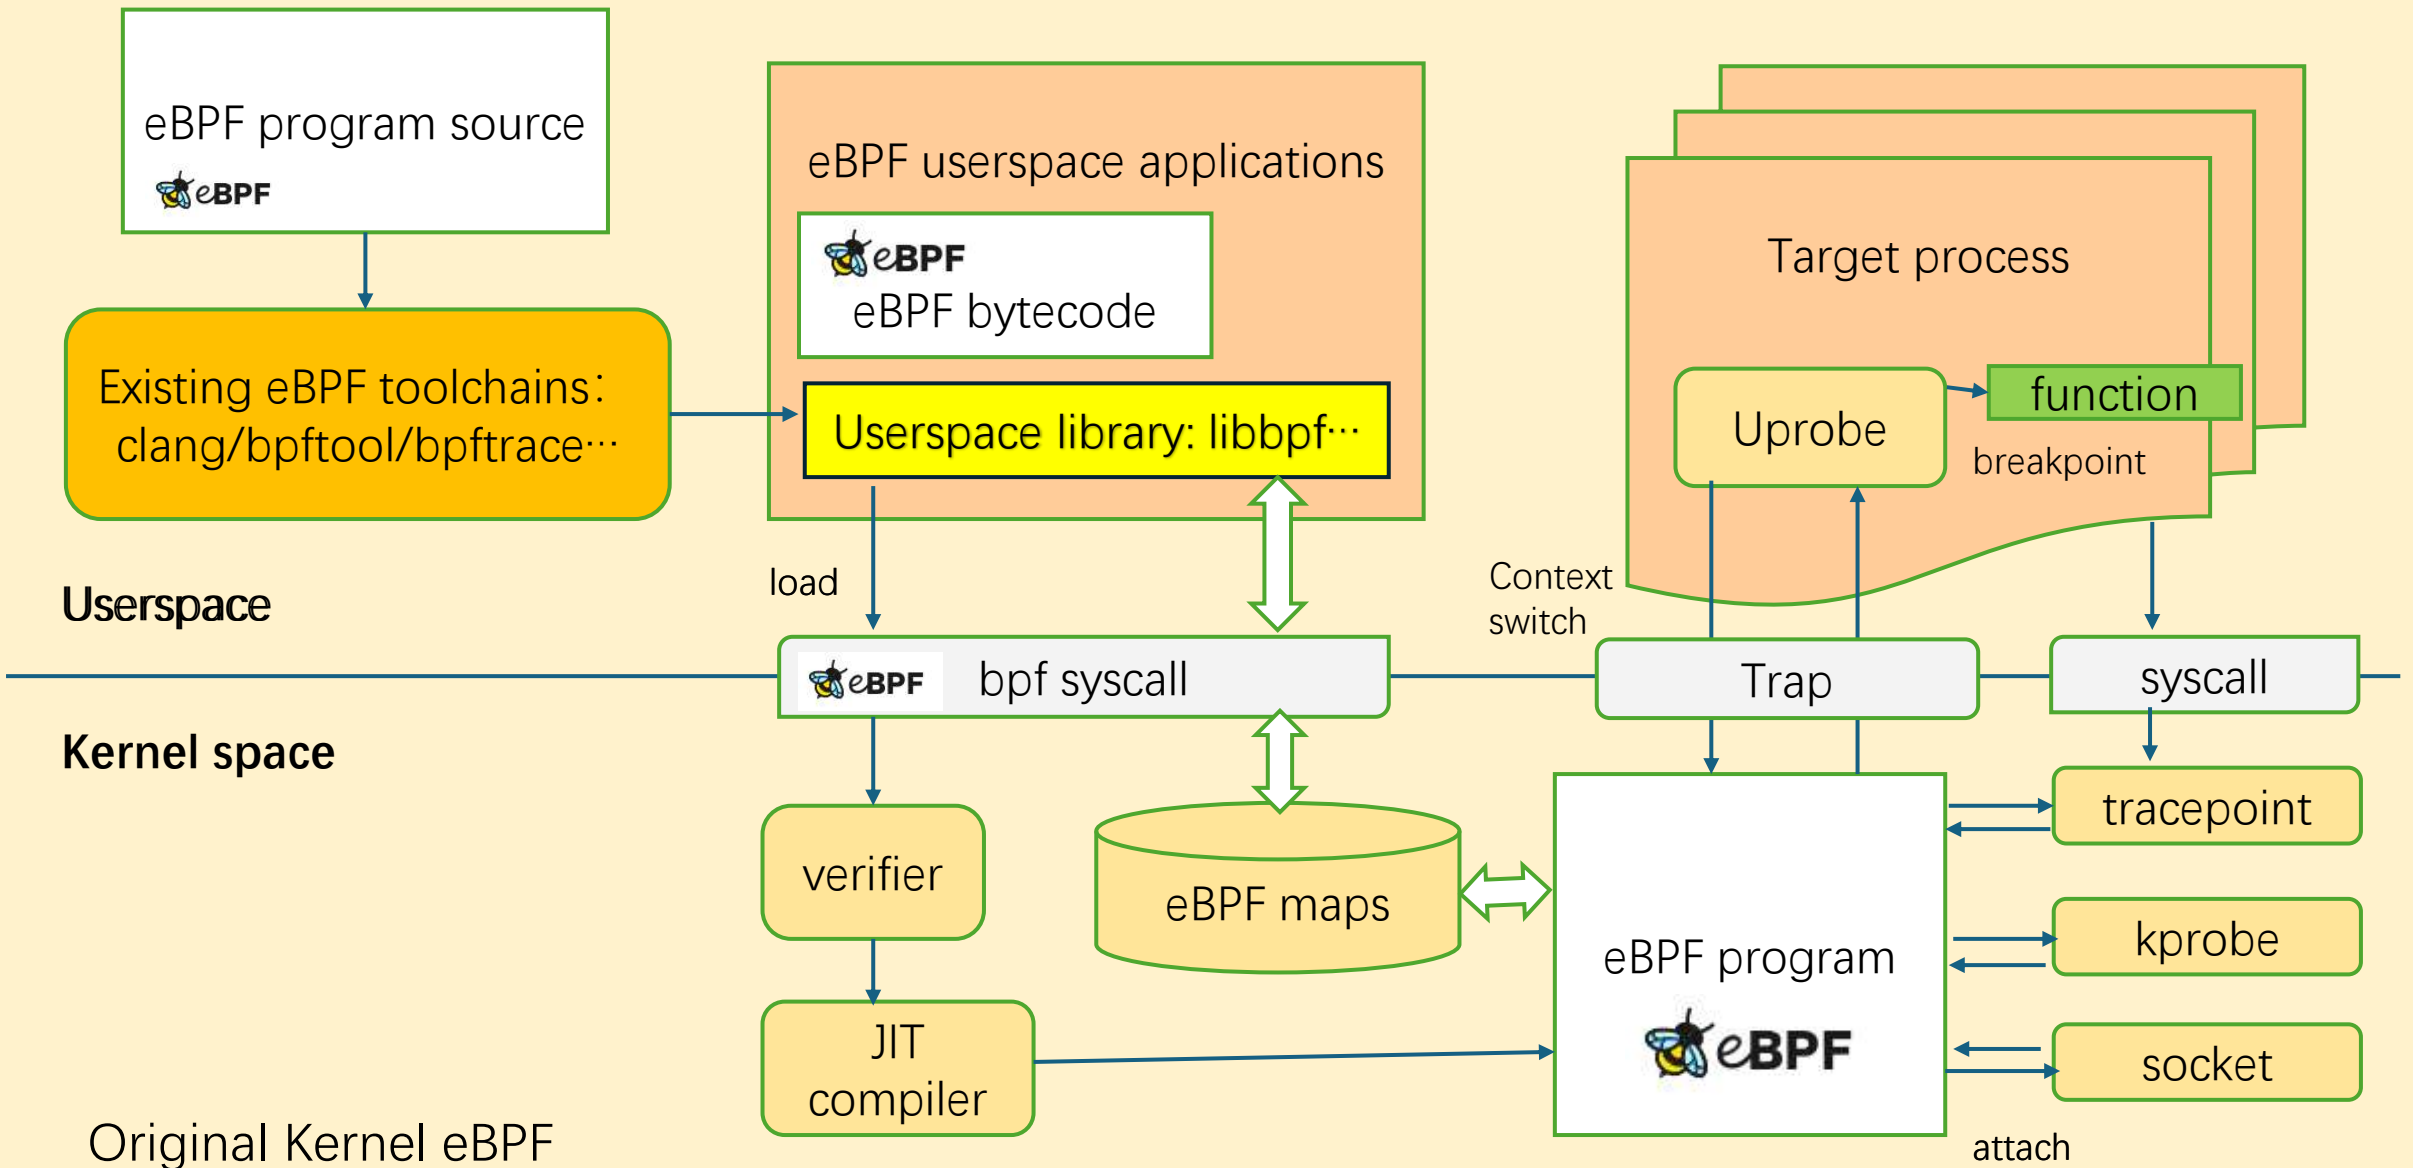 eBPF program source
eBPF
Existing eBPF toolchains:
clang/bpftool/bpftrace…
eBPF userspace applications
eBPF
eBPF bytecode
Userspace library: libbpf…
Target process
Uprobe
function
breakpoint
load
Context
switch
Userspace
eBPF
bpf syscall
Trap
syscall
Kernel space
verifier
eBPF maps
JIT
compiler
eBPF program
eBPF
tracepoint
kprobe
socket
attach
Original Kernel eBPF